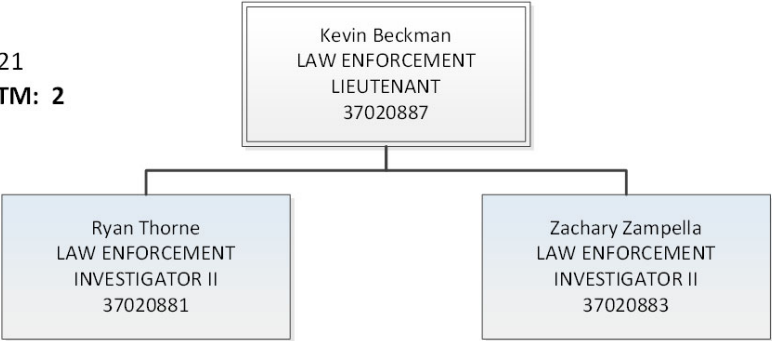 21
TM: 2
Kevin Beckman
LAW ENFORCEMENT
LIEUTENANT
37020887
Ryan Thorne
LAW ENFORCEMENT
INVESTIGATOR II
37020881
Zachary Zampella
LAW ENFORCEMENT
INVESTIGATOR II
37020883